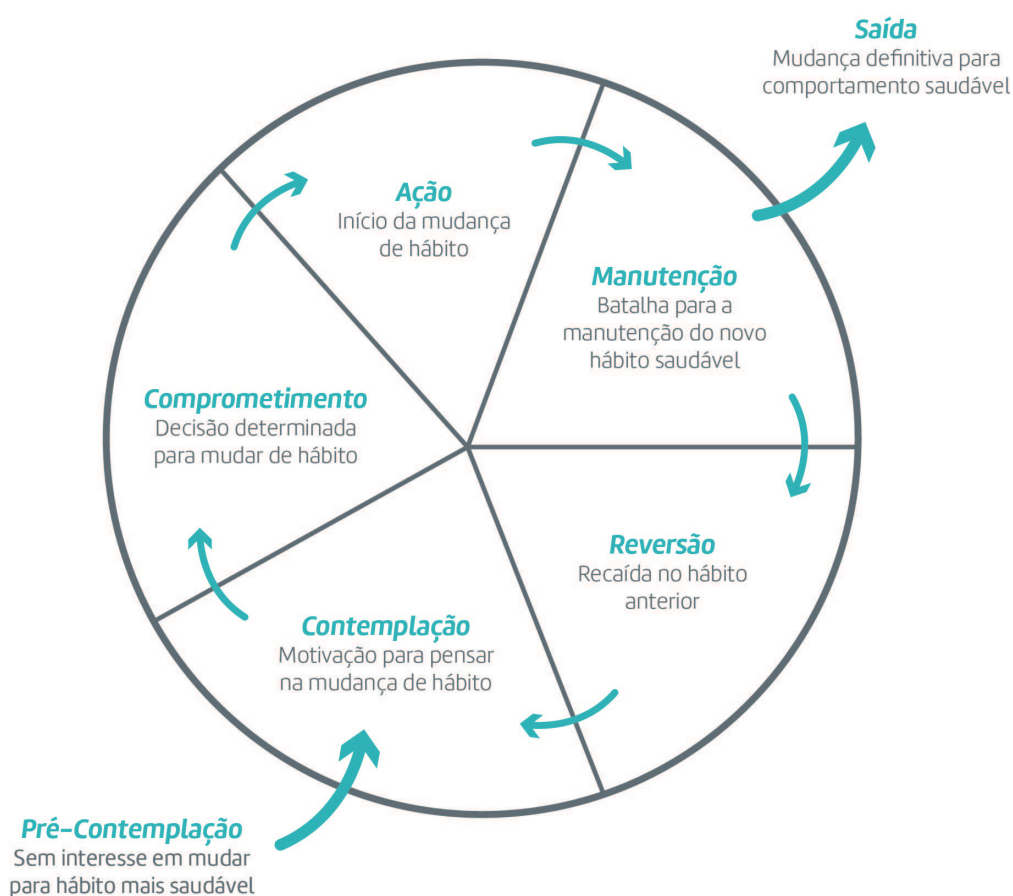 Saída
Mudança definitiva para
comportamento saudável
Ação
Início da mudança
de hábito
Manutenção
Batalha para a
manutenção do novo
hábito saudável
Comprometimento
Decisão determinada
para mudar de hábito
Reversão
Recaída no hábito
anterior
Contemplação
Motivação para pensar
na mudança de hábito
Pré-Contemplação
Sem interesse em mudar
para hábito mais saudável